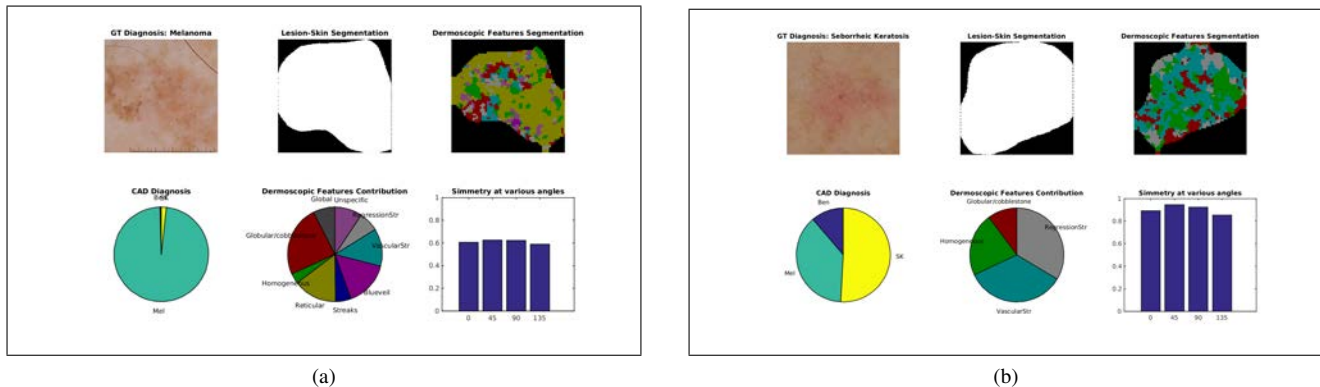 GT Diagnosis: Melanoma
Lesion-Skin Segmentation
Dermoscopic Features Segmentation
CAD Diagnosis
Mel
Dermoscopic Features Contribution
Global
Unspecific
RegressionStr
Globular/cobblestone
VascularStr
Homogeneous
Blueveil
Reticular
Streaks
Simmetry at various angles
1
0.8
0.6
0.4
0.2
0
0 45 90 135
(a)
GT Diagnosis: Seborrheic Keratosis
Lesion-Skin Segmentation
Dermoscopic Features Segmentation
CAD Diagnosis
Ben
SK
Mel
Dermoscopic Features Contribution
Globular/cobblestone
RegressionStr
Homogeneous
VascularStr
Simmetry at various angles
1
0.8
0.6
0.4
0.2
0
0 45 90 135
(b)